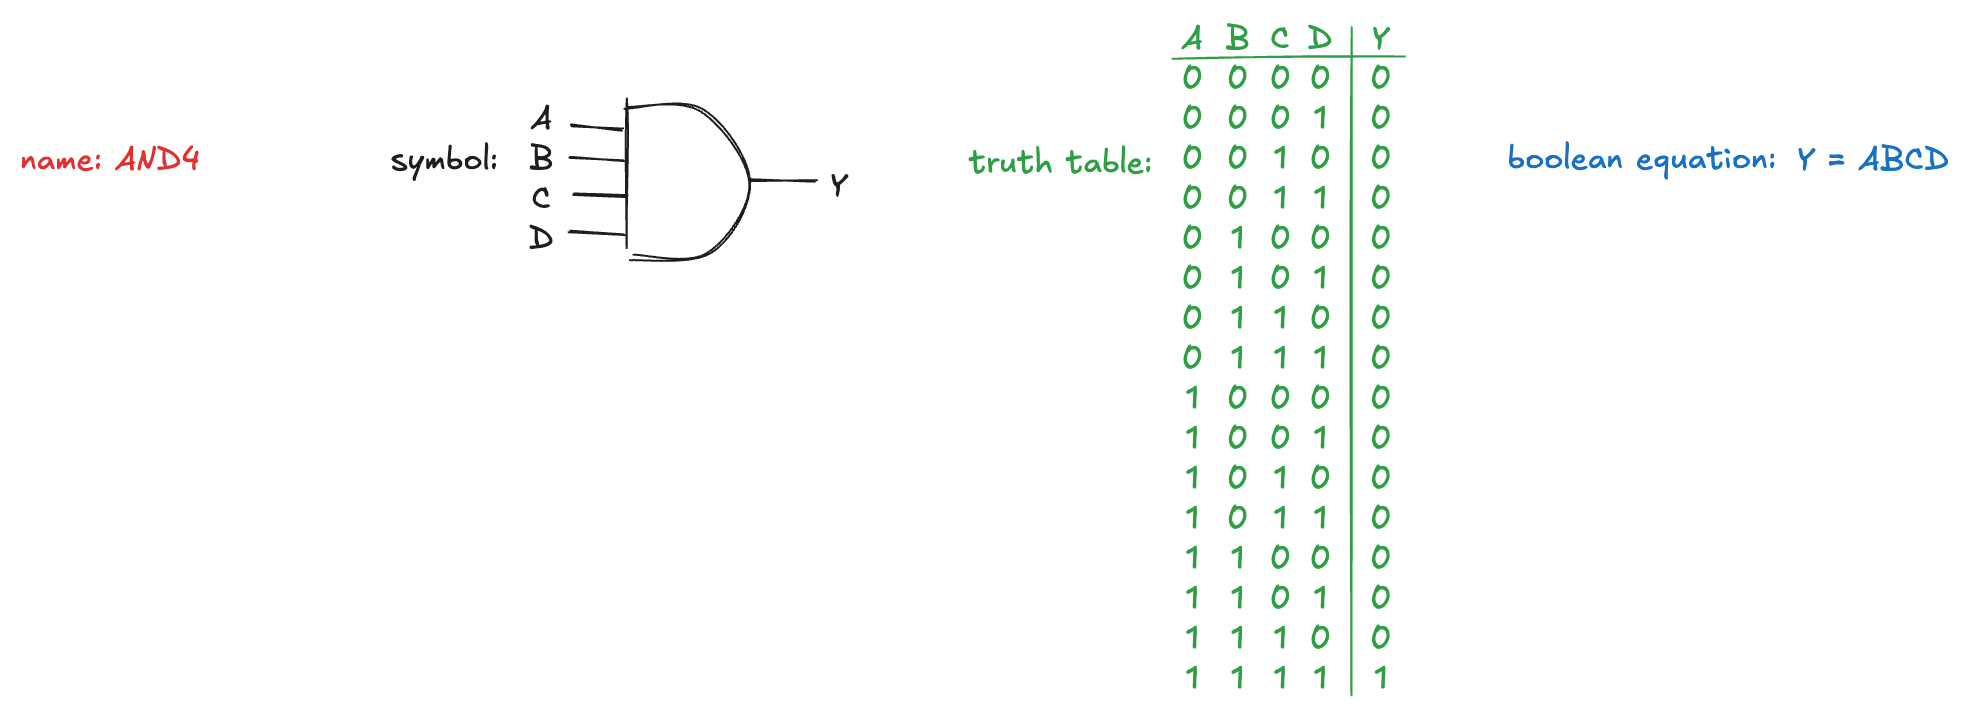 name: AND4
symbol:
A
B
C
D
Y
truth table:
A B C D Y
0 0 0 0 0
0 0 0 1 0
0 0 1 0 0
0 0 1 1 0
0 1 0 0 0
0 1 0 1 0
0 1 1 0 0
0 1 1 1 0
1 0 0 0 0
1 0 0 1 0
1 0 1 0 0
1 0 1 1 0
1 1 0 0 0
1 1 0 1 0
1 1 1 0 0
1 1 1 1 1
boolean equation: Y = ABCD